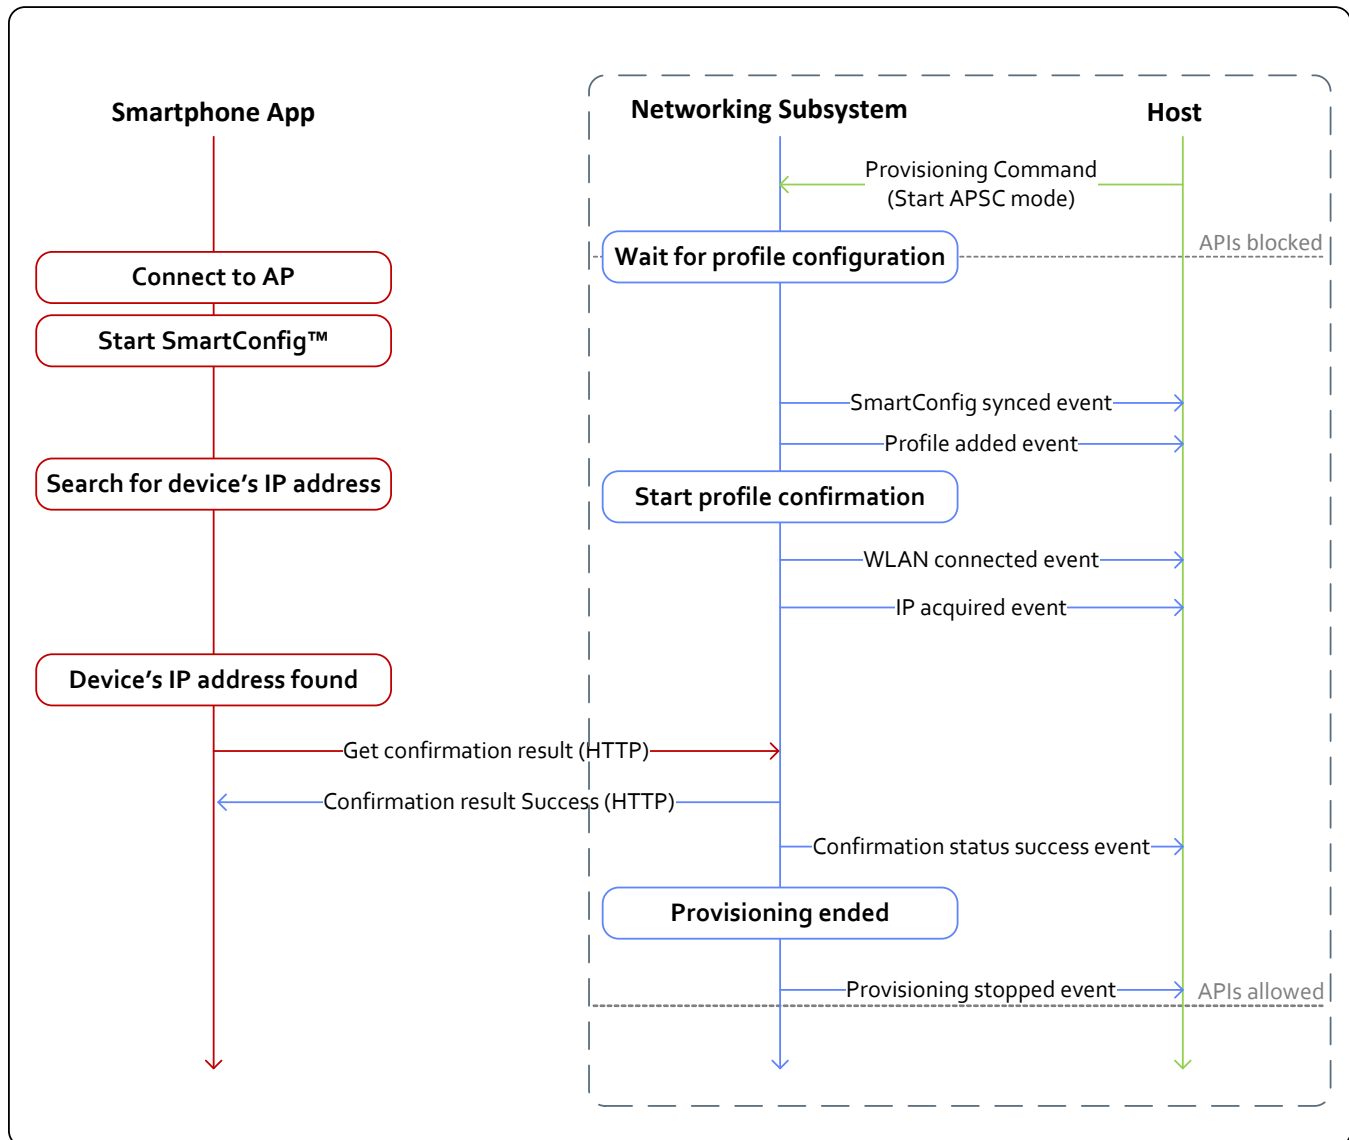 Smartphone App
Networking Subsystem
Host
Provisioning Command
(Start APSC mode)
APIs blocked
Wait for profile configuration
Connect to AP
Start SmartConfig™
SmartConfig synced event
Profile added event
Search for device’s IP address
Start profile confirmation
WLAN connected event
IP acquired event
Device’s IP address found
Get confirmation result (HTTP)
Confirmation result Success (HTTP)
Confirmation status success event
Provisioning ended
Provisioning stopped event
APIs allowed